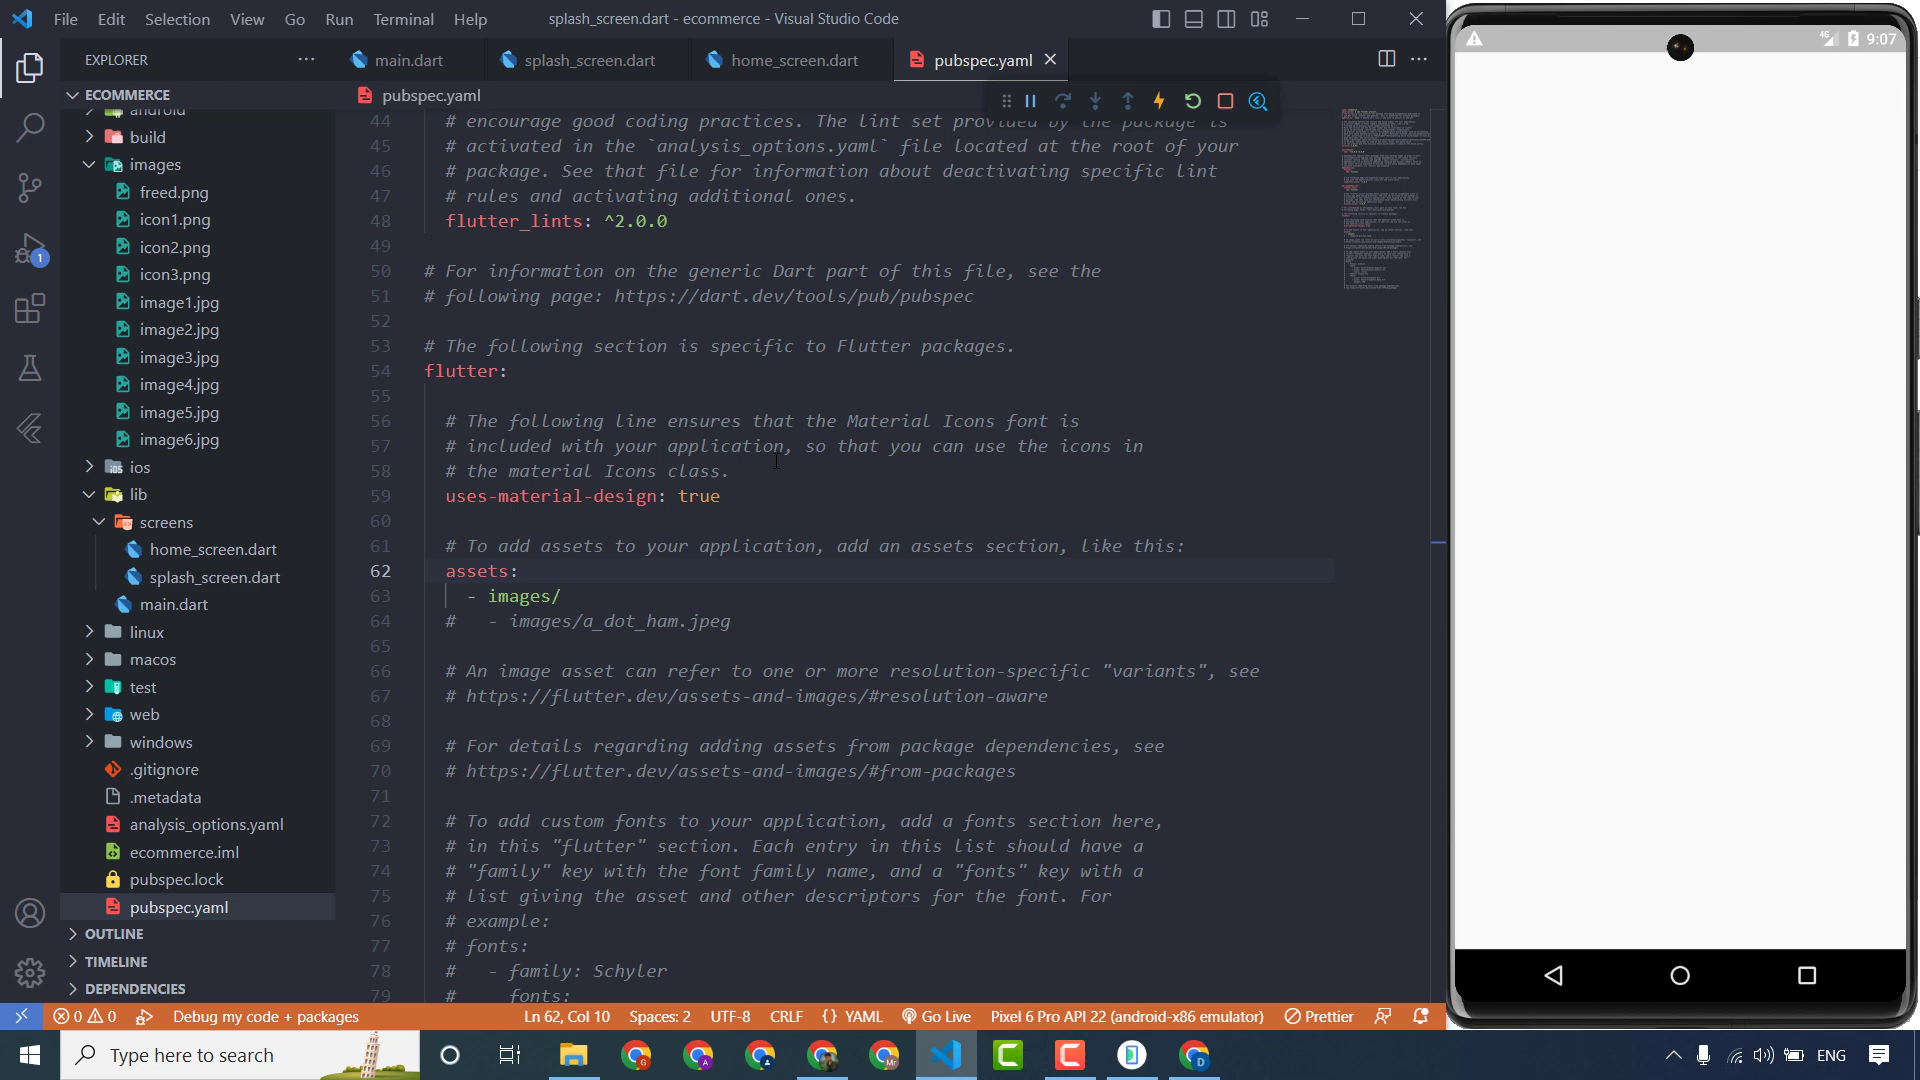 File Edit Selection View Go Run Terminal Help
splash_screen.dart - ecommerce - Visual Studio Code
9:07
EXPLORER
main.dart
splash_screen.dart
home_screen.dart
pubspec.yaml
ECOMMERCE
pubspec.yaml
android
build
images
freed.png
icon1.png
icon2.png
icon3.png
image1.jpg
image2.jpg
image3.jpg
image4.jpg
image5.jpg
image6.jpg
ios
lib
screens
home_screen.dart
splash_screen.dart
main.dart
linux
macos
test
web
windows
.gitignore
.metadata
analysis_options.yaml
ecommerce.iml
pubspec.lock
pubspec.yaml
OUTLINE
TIMELINE
DEPENDENCIES
1
44 # encourage good coding practices. The lint set provided by the package is
45 # activated in the `analysis_options.yaml` file located at the root of your
46 # package. See that file for information about deactivating specific lint
47 # rules and activating additional ones.
48 flutter_lints: ^2.0.0
49
50 # For information on the generic Dart part of this file, see the
51 # following page: https://dart.dev/tools/pub/pubspec
52
53 # The following section is specific to Flutter packages.
54 flutter:
55
56 # The following line ensures that the Material Icons font is
57 # included with your application, so that you can use the icons in
58 # the material Icons class.
59 uses-material-design: true
60
61 # To add assets to your application, add an assets section, like this:
62 assets:
63 - images/
64 # - images/a_dot_ham.jpeg
65
66 # An image asset can refer to one or more resolution-specific "variants", see
67 # https://flutter.dev/assets-and-images/#resolution-aware
68
69 # For details regarding adding assets from package dependencies, see
70 # https://flutter.dev/assets-and-images/#from-packages
71
72 # To add custom fonts to your application, add a fonts section here,
73 # in this "flutter" section. Each entry in this list should have a
74 # "family" key with the font family name, and a "fonts" key with a
75 # list giving the asset and other descriptors for the font. For
76 # example:
77 # fonts:
78 # - family: Schyler
79 # fonts:
0 0 Debug my code + packages Ln 62, Col 10 Spaces: 2 UTF-8 CRLF {} YAML Go Live Pixel 6 Pro API 22 (android-x86 emulator) Prettier
Type here to search
ENG